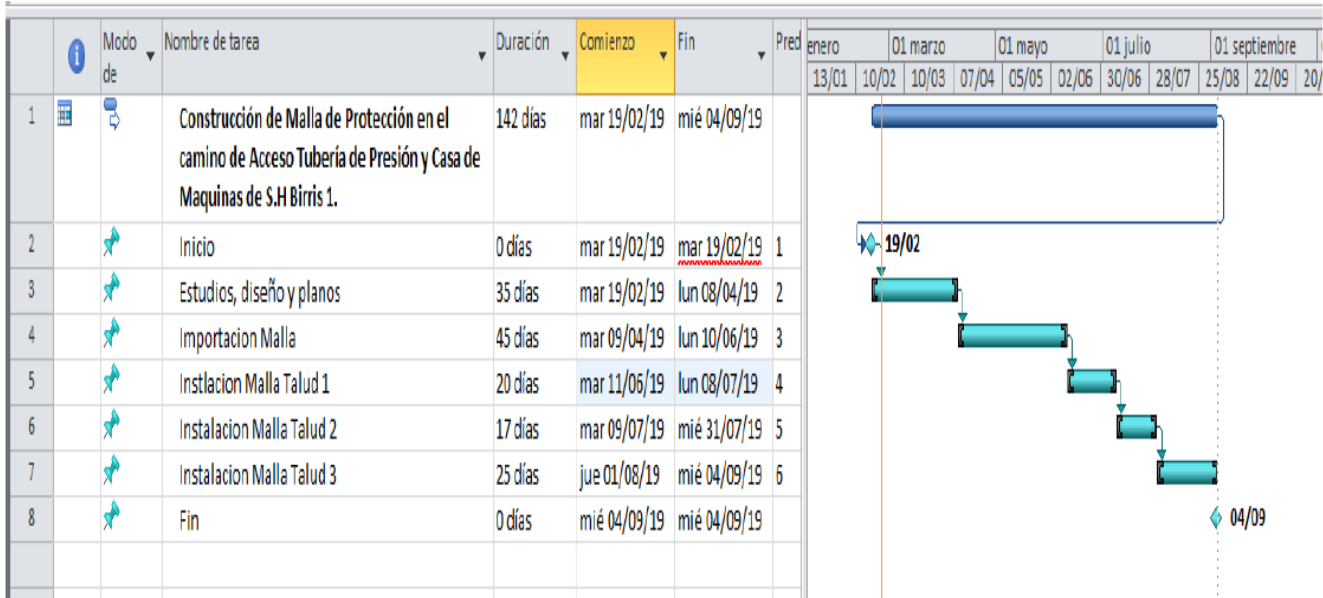 Modo de Nombre de tarea Duración Comienzo Fin Pred
enero 01 marzo 01 mayo 01 julio 01 septiembre
13/01 10/02 10/03 07/04 05/05 02/06 30/06 28/07 25/08 22/09 20/
1 Construcción de Malla de Protección en el 142 días mar 19/02/19 mié 04/09/19
camino de Acceso Tubería de Presión y Casa de
Maquinas de S.H Birris 1.
2 Inicio 0 días mar 19/02/19 mar 19/02/19 1 19/02
3 Estudios, diseño y planos 35 días mar 19/02/19 lun 08/04/19 2
4 Importacion Malla 45 días mar 09/04/19 lun 10/06/19 3
5 Instlacion Malla Talud 1 20 días mar 11/06/19 lun 08/07/19 4
6 Instalacion Malla Talud 2 17 días mar 09/07/19 mié 31/07/19 5
7 Instalacion Malla Talud 3 25 días jue 01/08/19 mié 04/09/19 6
8 Fin 0 días mié 04/09/19 mié 04/09/19 04/09